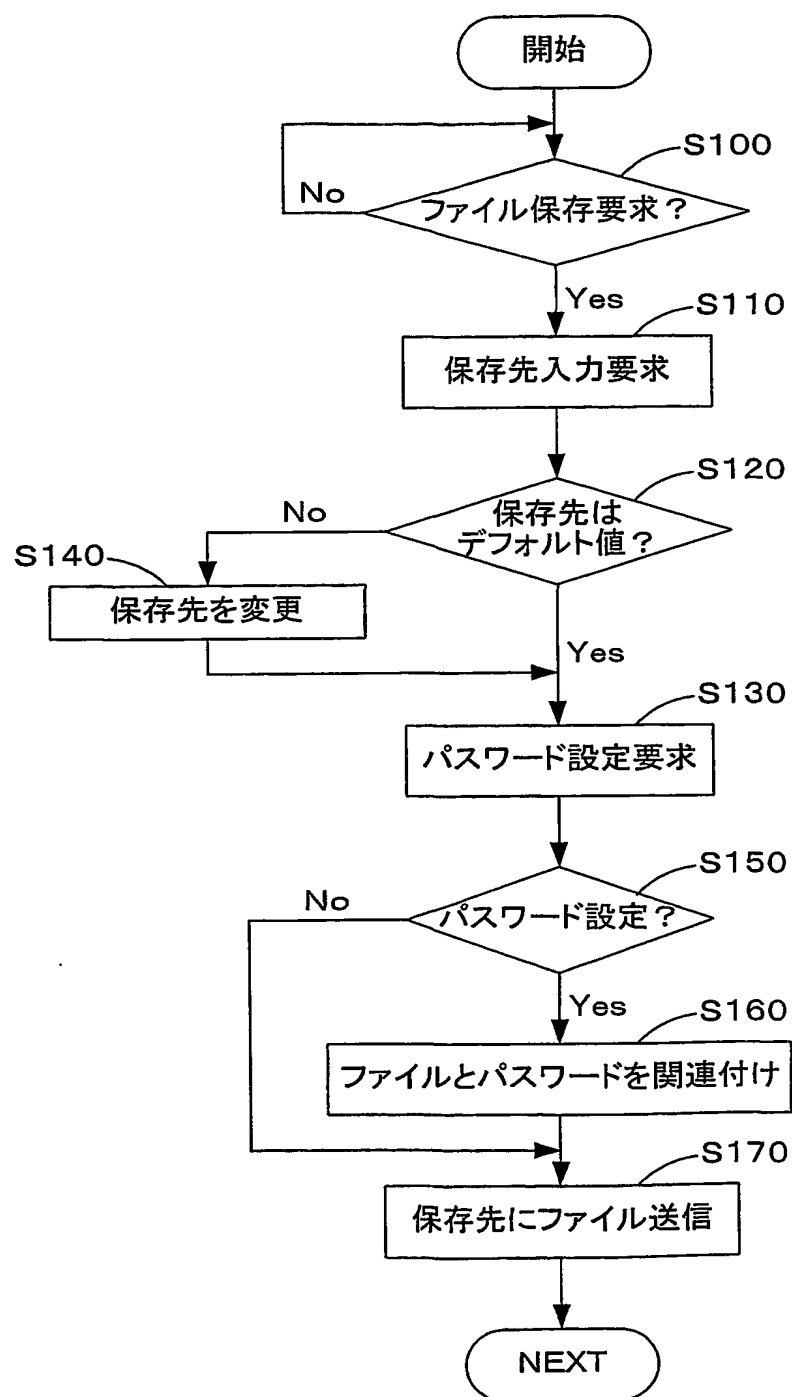 開始
S100
No
ファイル保存要求？
Yes
S110
保存先入力要求
S120
No
保存先は
デフォルト値？
S140
保存先を変更
Yes
S130
パスワード設定要求
S150
No
パスワード設定？
Yes
S160
ファイルとパスワードを関連付け
S170
保存先にファイル送信
NEXT